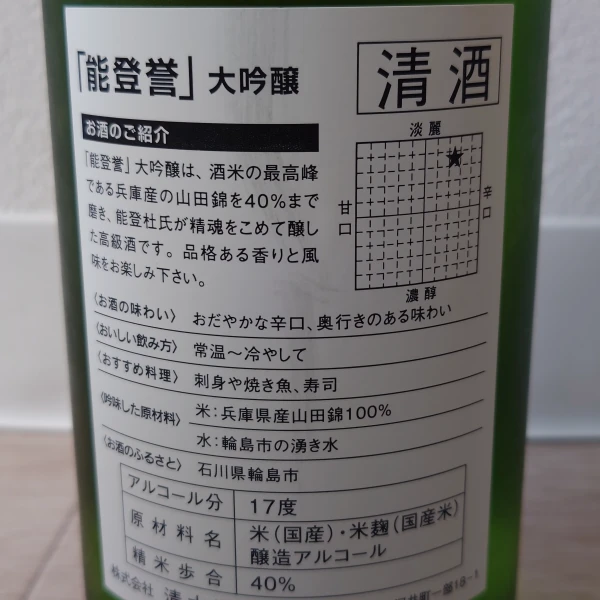 「能登誉」大吟醸
清酒
お酒のご紹介
「能登誉」大吟醸は、酒米の最高峰
である兵庫産の山田錦を40%まで
磨き、能登杜氏が精魂をこめて醸し
た高級酒です。品格ある香りと風
味をお楽しみ下さい。
淡麗
甘口
辛口
濃醇
〈お酒の味わい〉 おだやかな辛口、奥行きのある味わい
〈おいしい飲み方〉 常温～冷やして
〈おすすめ料理〉 刺身や焼き魚、寿司
〈吟味した原材料〉 米:兵庫県産山田錦100%
水:輪島市の湧き水
〈お酒のふるさと〉 石川県輪島市
アルコール分 17度
原材料名 米(国産)・米麹(国産米)
醸造アルコール
精米歩合 40%
株式会社 清
町一部18-1